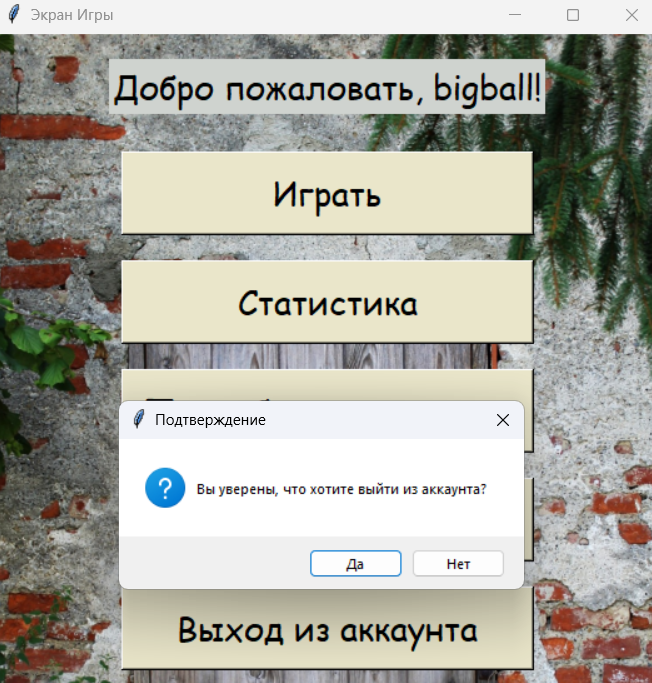 Экран Игры
Добро пожаловать, bigball!
Играть
Статистика
Подтверждение
Вы уверены, что хотите выйти из аккаунта?
Да
Нет
Выход из аккаунта